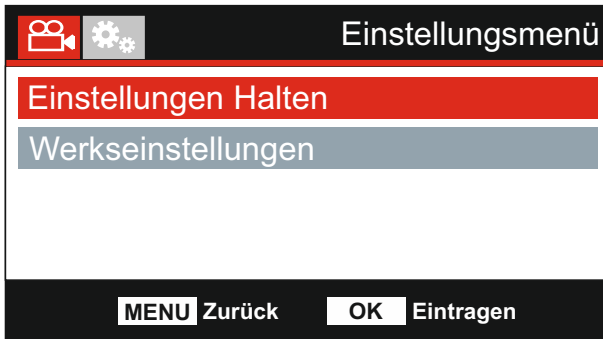 Einstellungsmenü
Einstellungen Halten
Werkseinstellungen
MENU Zurück OK Eintragen